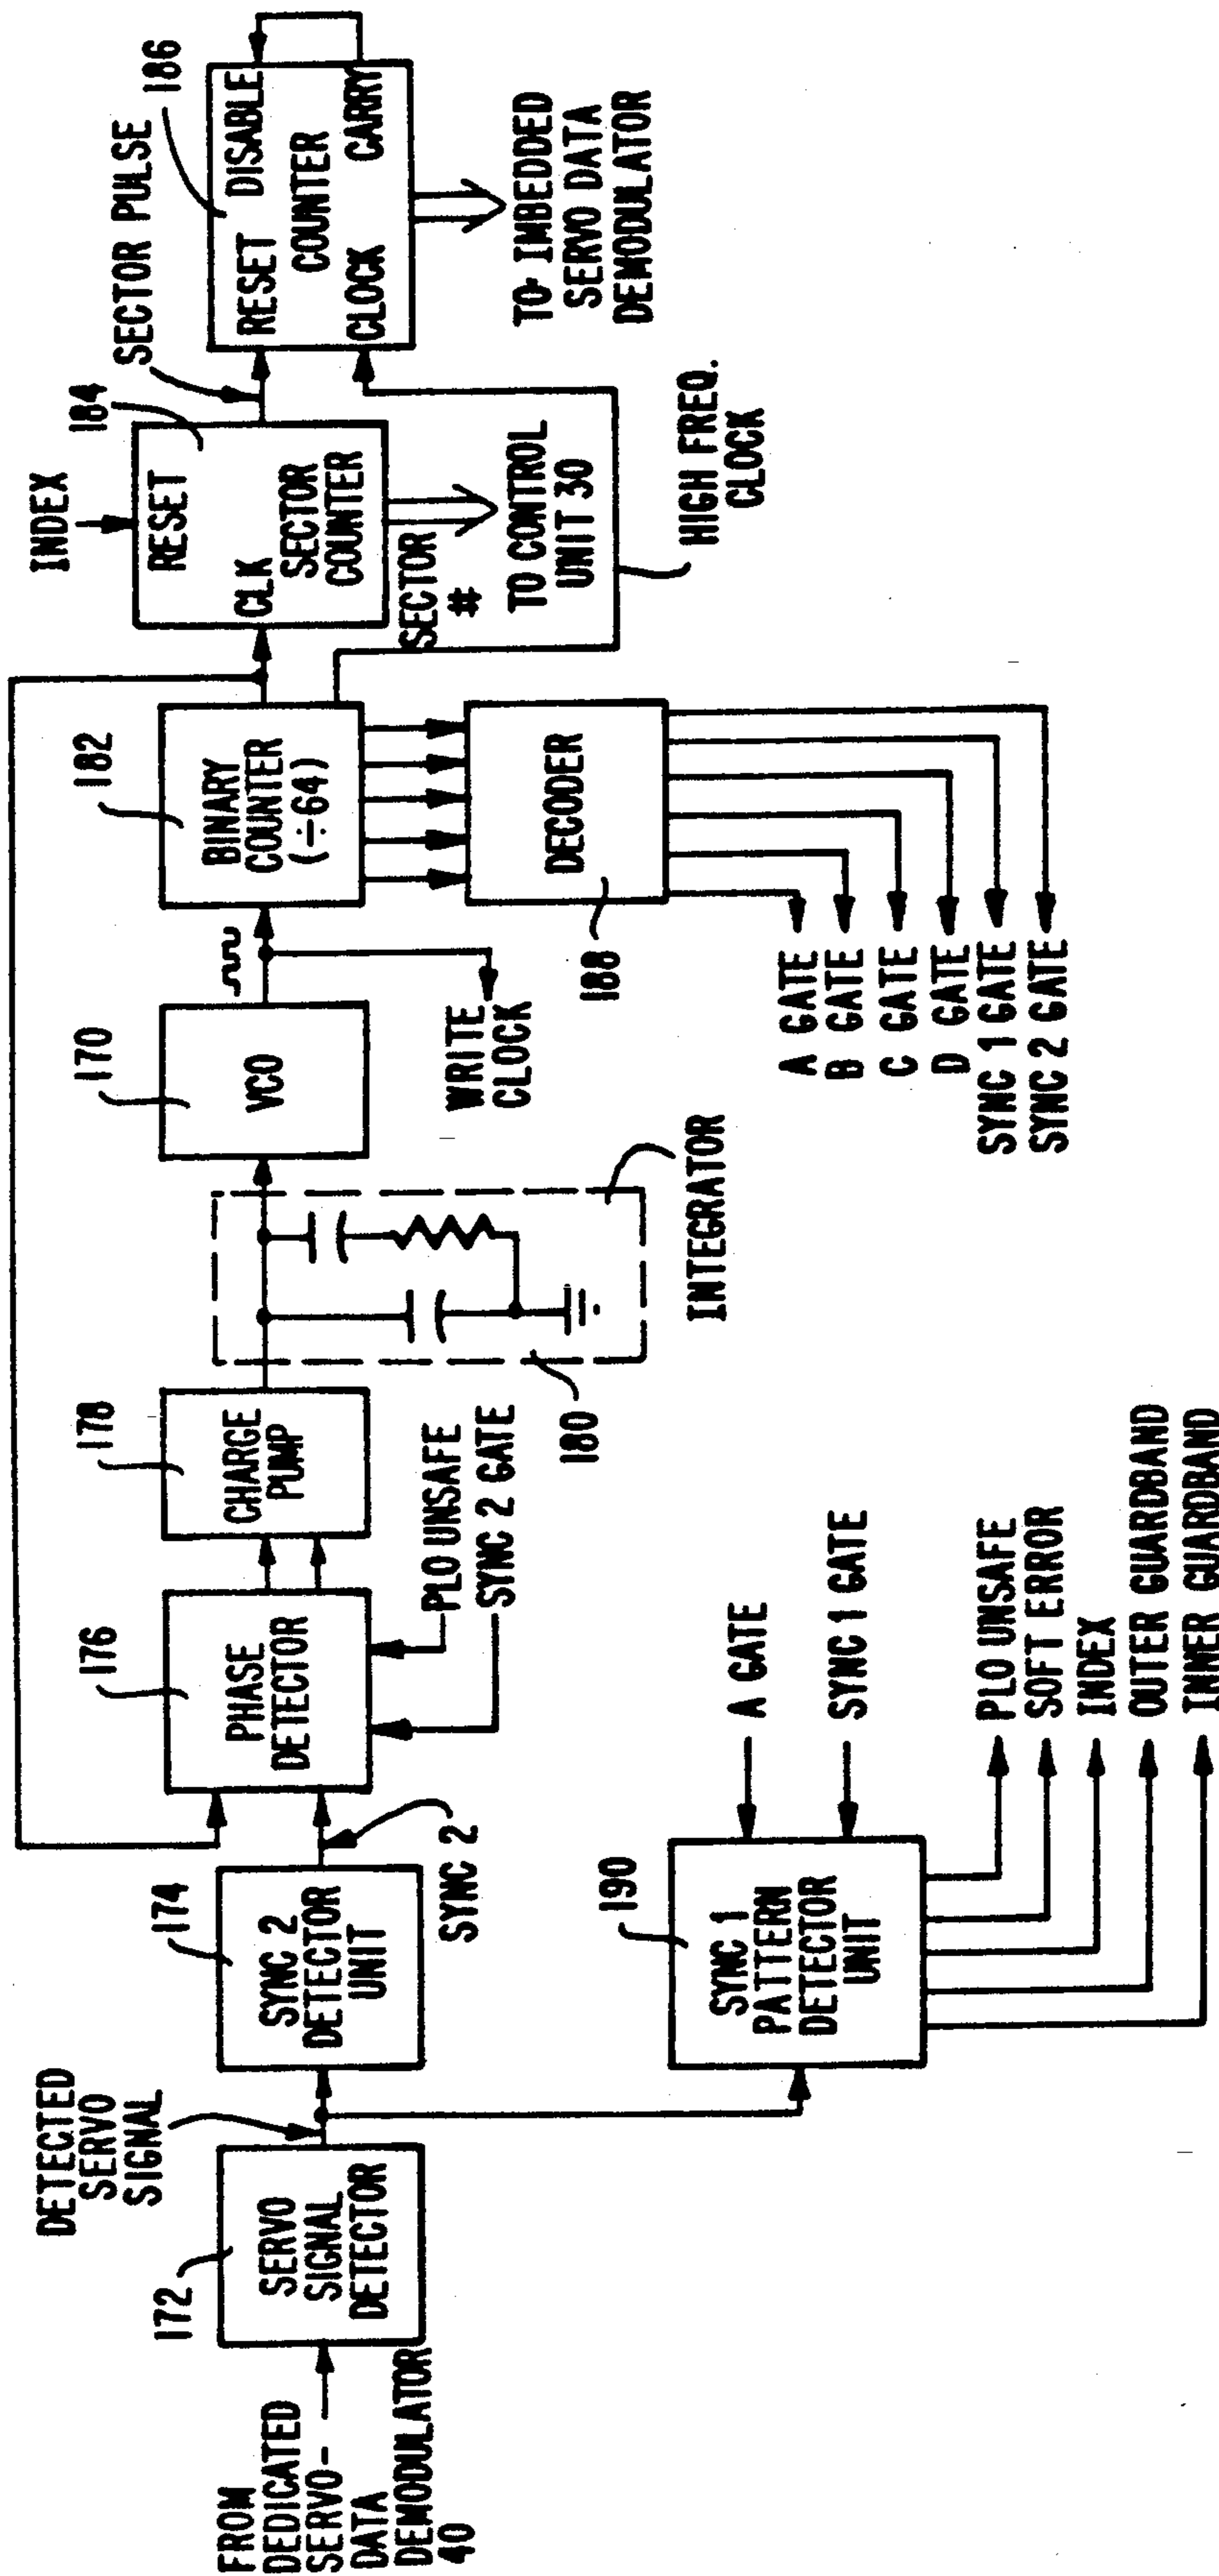 FROM
DEDICATED
SERVO-
DATA
DEMODULATOR
40
172
SERVO
SIGNAL
DETECTOR
DETECTED
SERVO
SIGNAL
174
SYNC 2
DETECTOR
UNIT
SYNC 2
176
PHASE
DETECTOR
PLO UNSAFE
SYNC 2 GATE
178
CHARGE
PUMP
180
INTEGRATOR
170
VCO
WRITE
CLOCK
182
BINARY
COUNTER
(÷64)
188
DECODER
A GATE
B GATE
C GATE
D GATE
SYNC 1 GATE
SYNC 2 GATE
INDEX
184
RESET
CLK
SECTOR
COUNTER
SECTOR
#
TO CONTROL
UNIT 30
HIGH FREQ.
CLOCK
SECTOR PULSE
186
RESET DISABLE
COUNTER
CLOCK CARRY
TO IMBEDDED
SERVO DATA
DEMODULATOR
190
SYNC 1
PATTERN
DETECTOR
UNIT
A GATE
SYNC 1 GATE
PLO UNSAFE
SOFT ERROR
INDEX
OUTER GUARDBAND
INNER GUARDBAND